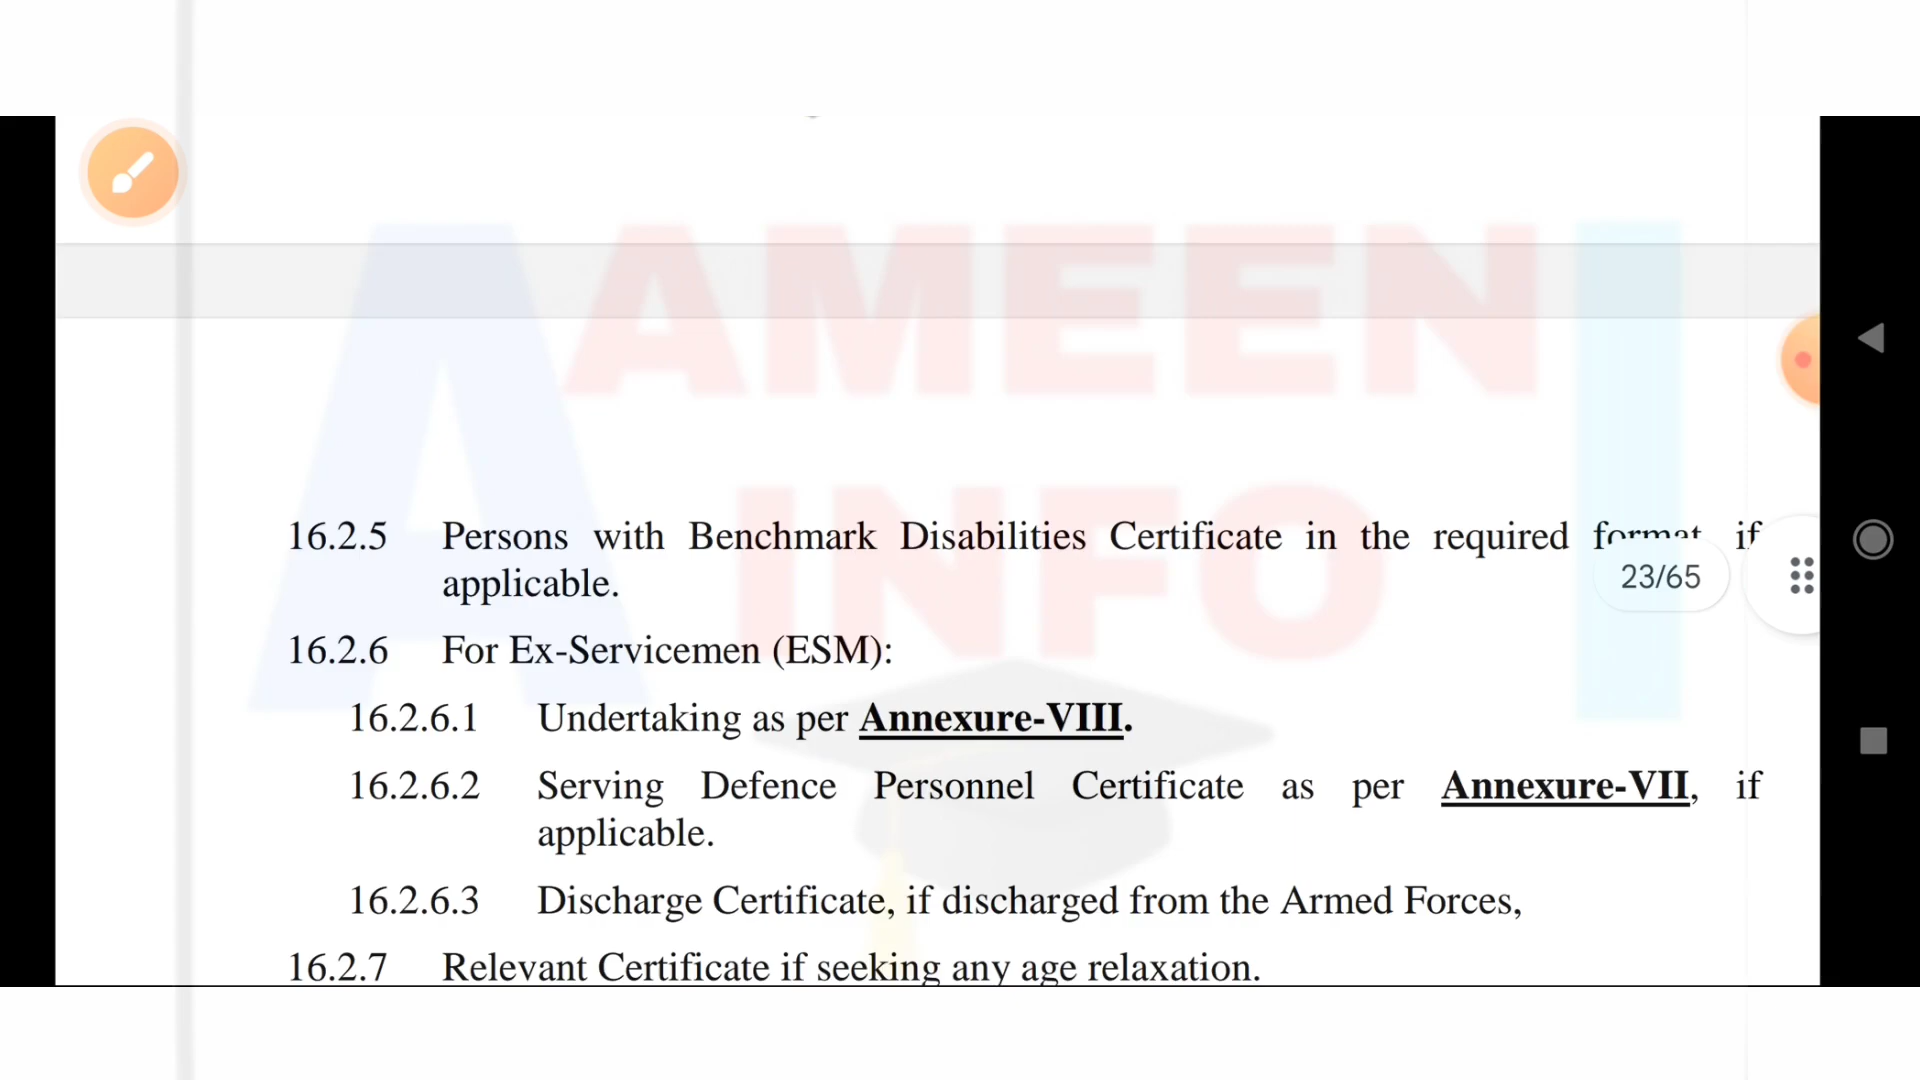 AMEEN
INFO
16.2.5 Persons with Benchmark Disabilities Certificate in the required format, if
applicable.
23/65
16.2.6 For Ex-Servicemen (ESM):
16.2.6.1 Undertaking as per Annexure-VIII.
16.2.6.2 Serving Defence Personnel Certificate as per Annexure-VII, if
applicable.
16.2.6.3 Discharge Certificate, if discharged from the Armed Forces,
16.2.7 Relevant Certificate if seeking any age relaxation.